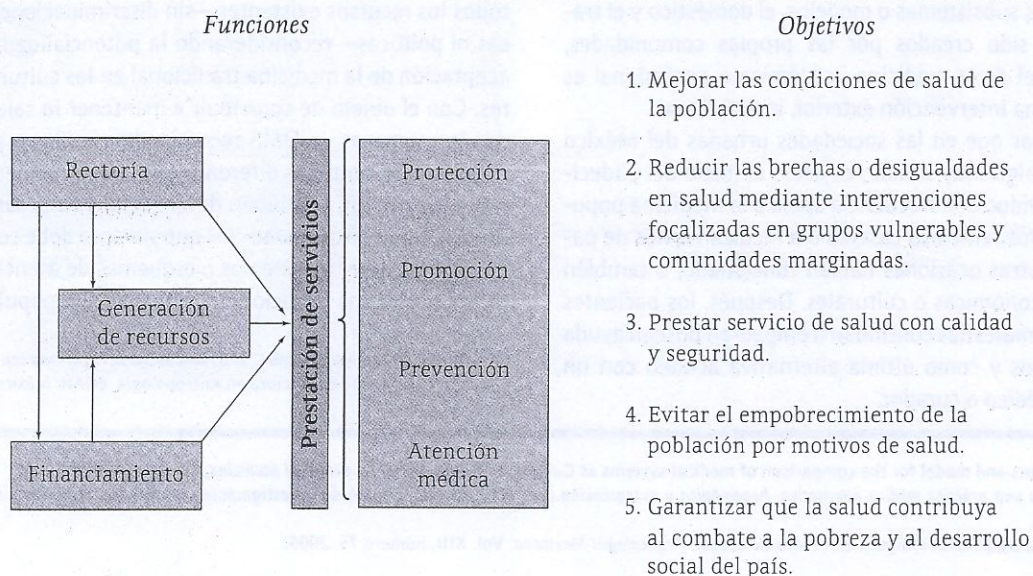 Funciones
Rectoría
Generación
de recursos
Financiamiento
Prestación de servicios
Protección
Promoción
Prevención
Atención
médica
Objetivos
1. Mejorar las condiciones de salud de
la población.
2. Reducir las brechas o desigualdades
en salud mediante intervenciones
focalizadas en grupos vulnerables y
comunidades marginadas.
3. Prestar servicio de salud con calidad
y seguridad.
4. Evitar el empobrecimiento de la
población por motivos de salud.
5. Garantizar que la salud contribuya
al combate a la pobreza y al desarrollo
social del país.